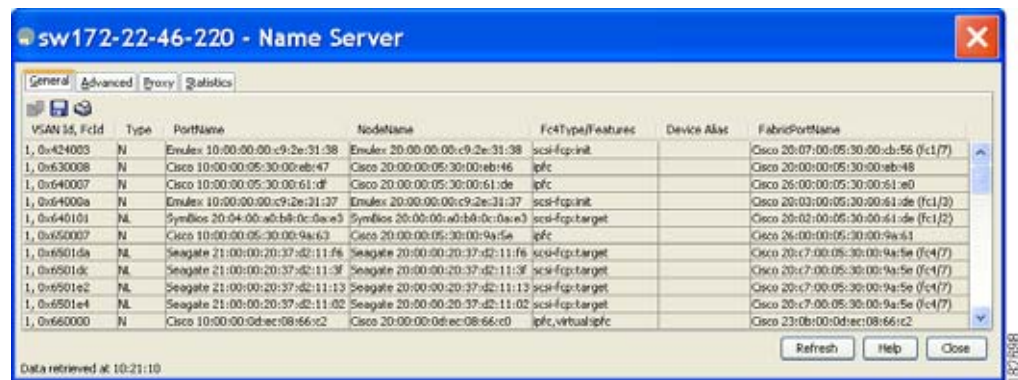 sw172-22-46-220 - Name Server
General Advanced Proxy Statistics
VSAN Id, FcId Type PortName NodeName Fc4Type/Features Device Alias FabricPortName
1, 0x424003 N Emulex 10:00:00:00:c9:2e:31:38 Emulex 20:00:00:00:c9:2e:31:38 scsi-fcp:init Cisco 20:07:00:05:30:00:cb:56 (fc1/7)
1, 0x630008 N Cisco 10:00:00:05:30:00:eb:47 Cisco 20:00:00:05:30:00:eb:46 ipfc Cisco 20:00:00:05:30:00:eb:48
1, 0x640007 N Cisco 10:00:00:05:30:00:61:df Cisco 20:00:00:05:30:00:61:de ipfc Cisco 26:00:00:05:30:00:61:e0
1, 0x64000a N Emulex 10:00:00:00:c9:2e:31:37 Emulex 20:00:00:00:c9:2e:31:37 scsi-fcp:init Cisco 20:03:00:05:30:00:61:de
1, 0x640101 NL SymBios 20:04:00:a0:b8:0c:0a:e3 SymBios 20:00:00:a0:b8:0c:0a:e3 scsi-fcp:target Cisco 20:02:00:05:30:00:61:de (fc1/2)
1, 0x650007 N Cisco 10:00:00:05:30:00:9a:63 Cisco 20:00:00:05:30:00:9a:5e ipfc Cisco 26:00:00:05:30:00:9a:61
1, 0x6501da NL Seagate 21:00:00:20:37:d2:11:f6 Seagate 20:00:00:20:37:d2:11:f6 scsi-fcp:target Cisco 20:c7:00:05:30:00:9a:5e (fc4/7)
1, 0x6501dc NL Seagate 21:00:00:20:37:d2:11:3f Seagate 20:00:00:20:37:d2:11:3f scsi-fcp:target Cisco 20:c7:00:05:30:00:9a:5e (fc4/7)
1, 0x6501e2 NL Seagate 21:00:00:20:37:d2:11:13 Seagate 20:00:00:20:37:d2:11:13 scsi-fcp:target Cisco 20:c7:00:05:30:00:9a:5e (fc4/7)
1, 0x6501e4 NL Seagate 21:00:00:20:37:d2:11:02 Seagate 20:00:00:20:37:d2:11:02 scsi-fcp:target Cisco 20:c7:00:05:30:00:9a:5e (fc4/7)
1, 0x660000 N Cisco 10:00:00:0d:ec:08:66:c2 Cisco 20:00:00:0d:ec:08:66:c0 ipfc,virtual:ipfc Cisco 23:0b:00:0d:ec:08:66:c2
Refresh Help Close
Data retrieved at 10:21:10
182698